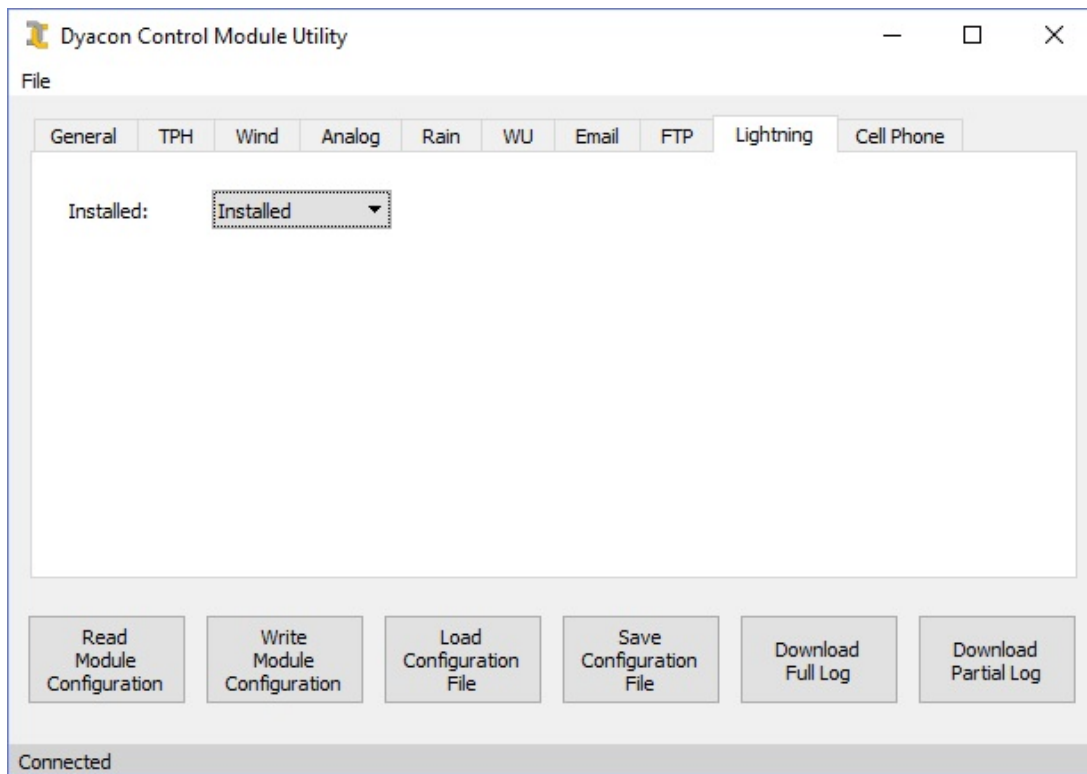 Dyacon Control Module Utility
File
General TPH Wind Analog Rain WU Email FTP Lightning Cell Phone
Installed: Installed
Read
Module
Configuration
Write
Module
Configuration
Load
Configuration
File
Save
Configuration
File
Download
Full Log
Download
Partial Log
Connected